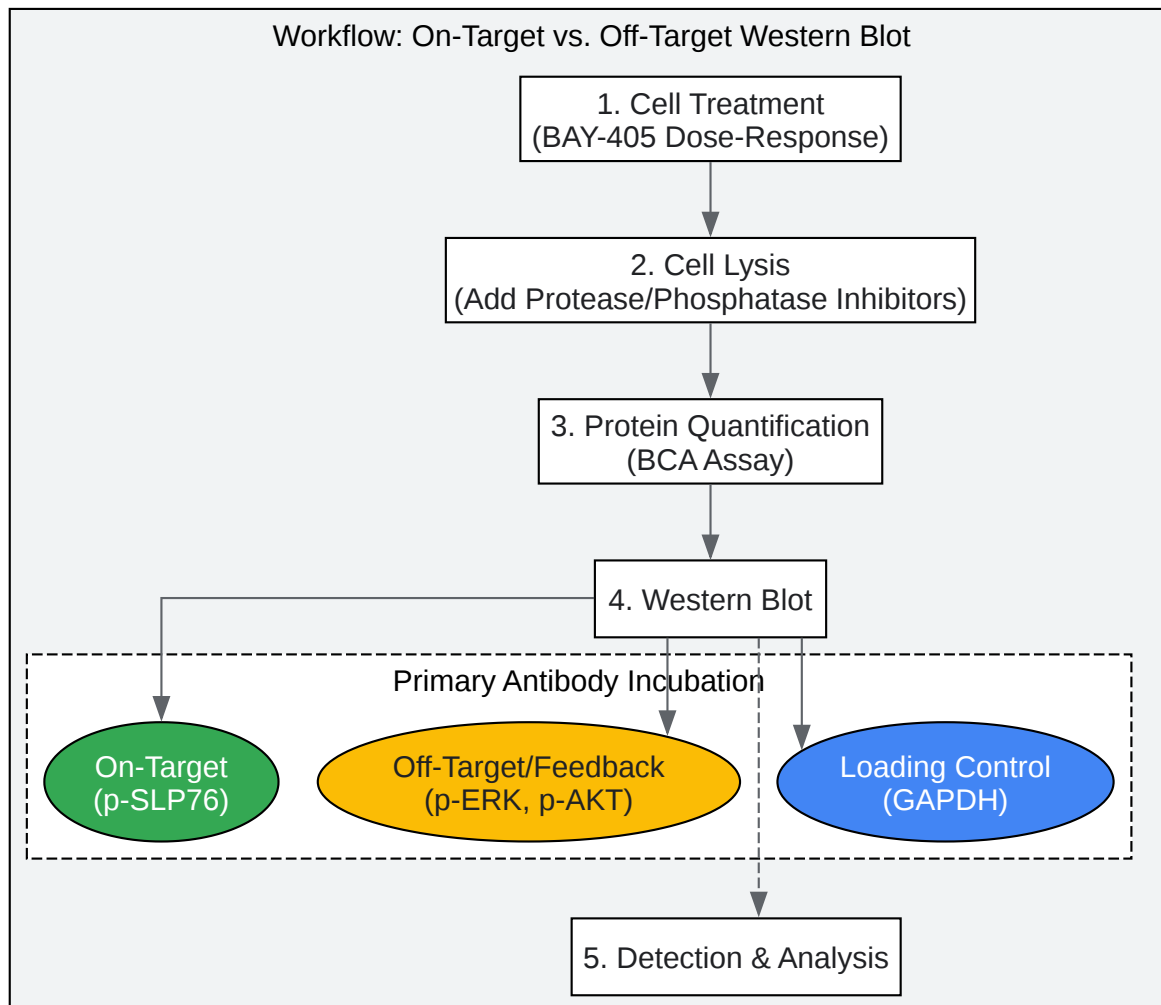 Workflow: On-Target vs. Off-Target Western Blot
1. Cell Treatment
(BAY-405 Dose-Response)
2. Cell Lysis
(Add Protease/Phosphatase Inhibitors)
3. Protein Quantification
(BCA Assay)
4. Western Blot
Primary Antibody Incubation
On-Target
(p-SLP76)
Off-Target/Feedback
(p-ERK, p-AKT)
Loading Control
(GAPDH)
5. Detection & Analysis